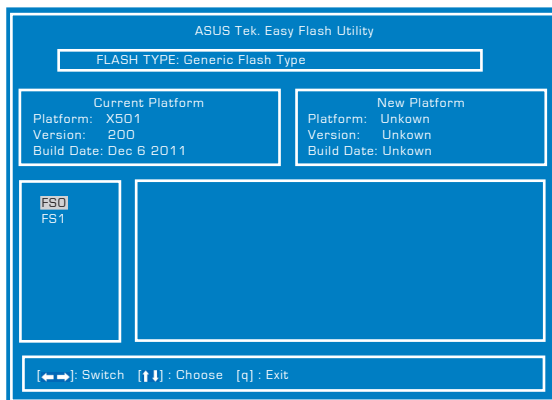 ASUS Tek. Easy Flash Utility
FLASH TYPE: Generic Flash Type
Current Platform
Platform: X501
Version: 200
Build Date: Dec 6 2011
New Platform
Platform: Unkown
Version: Unkown
Build Date: Unkown
FS0
FS1
[←→]: Switch [↑↓] : Choose [q] : Exit